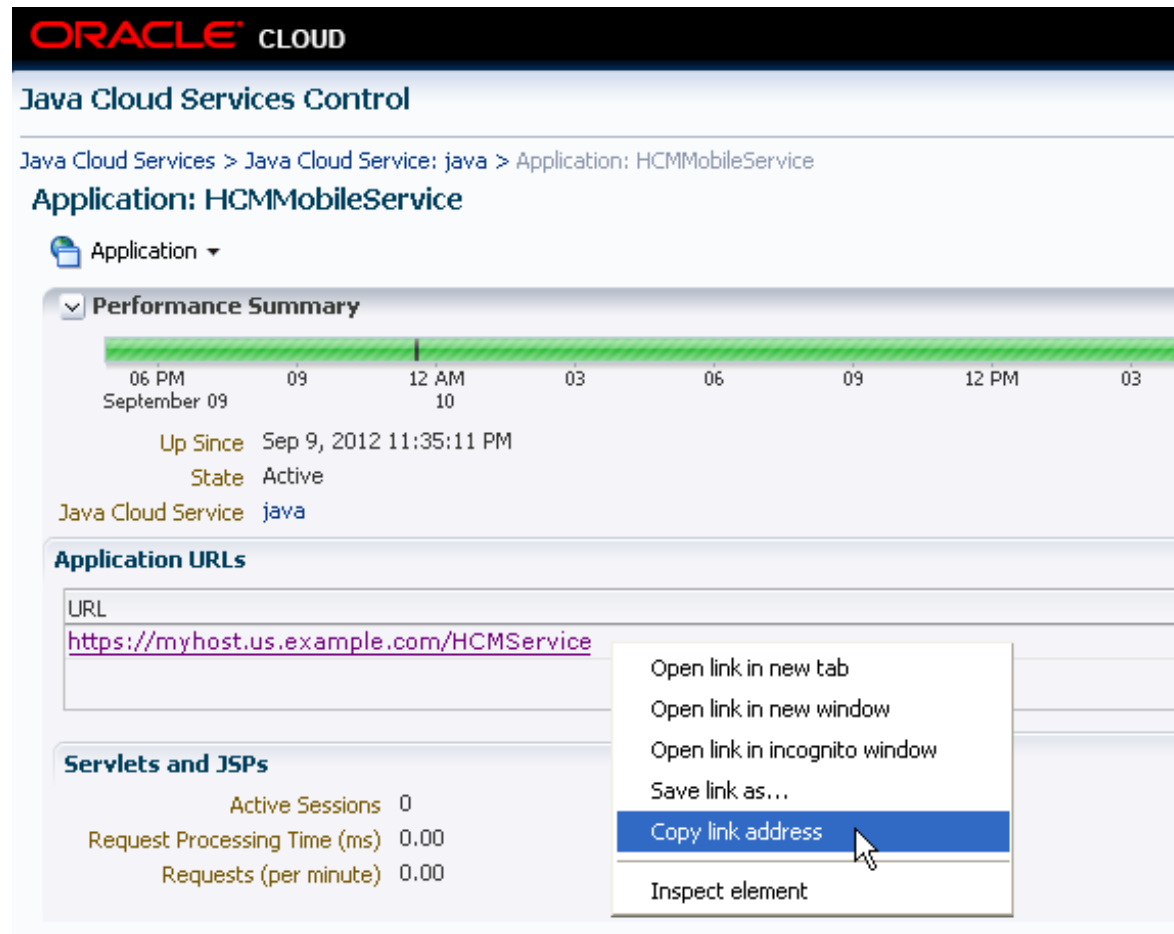 ORACLE CLOUD
Java Cloud Services Control
Java Cloud Services > Java Cloud Service: java > Application: HCMMobileService
Application: HCMMobileService
Application
Performance Summary
06 PM 09 12 AM 03 06 09 12 PM 03
September 09 10
Up Since Sep 9, 2012 11:35:11 PM
State Active
Java Cloud Service java
Application URLs
URL
https://myhost.us.example.com/HCMService
Open link in new tab
Open link in new window
Open link in incognito window
Save link as...
Copy link address
Inspect element
Servlets and JSPs
Active Sessions 0
Request Processing Time (ms) 0.00
Requests (per minute) 0.00